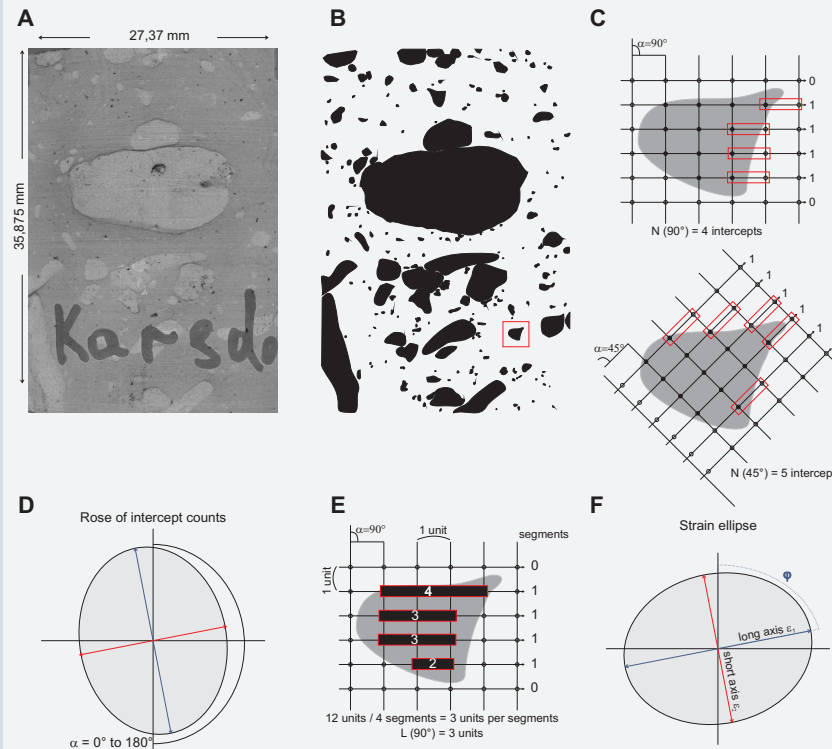 A
27,37 mm
35,875 mm
Karsdo
B
C
α=90°
0
1
1
1
1
0
N (90°) = 4 intercepts
α=45°
1
1
1
1
1
N (45°) = 5 intercep
D
Rose of intercept counts
α = 0° to 180°
E
α=90°
1 unit
segments
1 unit
0
4 1
3 1
3 1
2 1
0
12 units / 4 segments = 3 units per segments
L (90°) = 3 units
F
Strain ellipse
φ
long axis ε₁
short axis ε₂